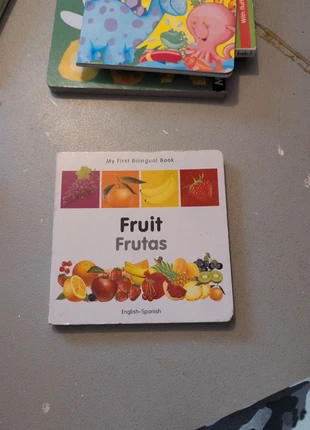 My First Bilingual Book
Fruit
Frutas
English-Spanish